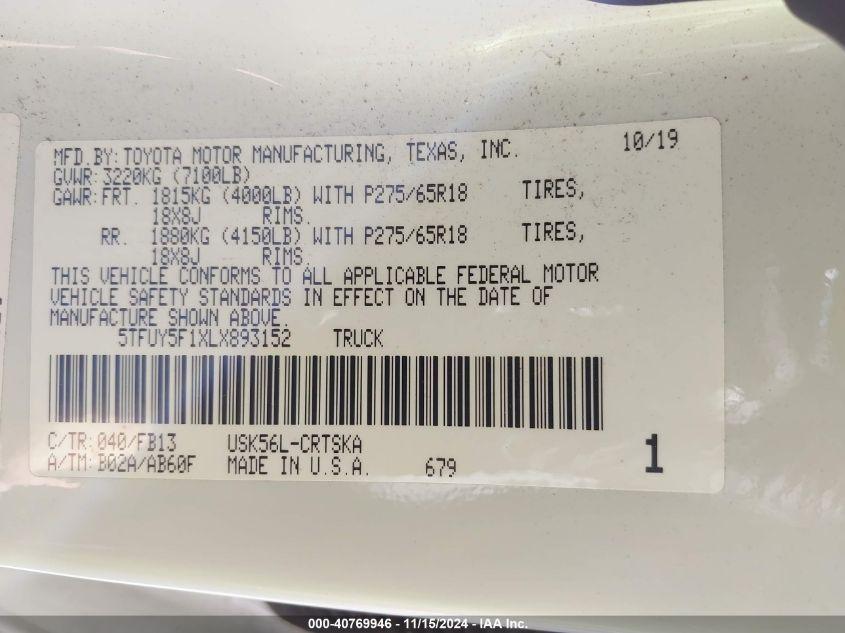 MFD.BY: TOYOTA MOTOR MANUFACTURING, TEXAS, INC. 10/19
GVWR: 3220KG (7100LB)
GAWR: FRT. 1815KG (4000LB) WITH P275/65R18 TIRES,
18X8J RIMS.
RR. 1880KG (4150LB) WITH P275/65R18 TIRES,
18X8J RIMS.
THIS VEHICLE CONFORMS TO ALL APPLICABLE FEDERAL MOTOR
VEHICLE SAFETY STANDARDS IN EFFECT ON THE DATE OF
MANUFACTURE SHOWN ABOVE.
5TFUY5F1XLX893152 TRUCK
C/TR: 040/FB13 USK56L-CRTSKA
A/TM: B02A/AB60F MADE IN U.S.A. 679 1
000-40769946 - 11/15/2024 - IAA Inc.